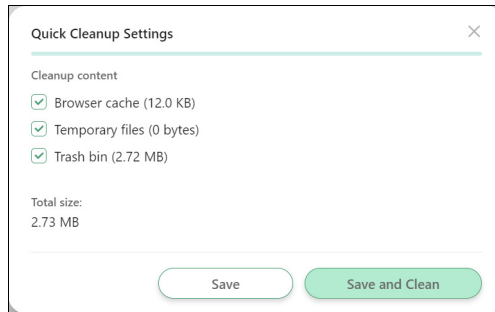 Quick Cleanup Settings
Cleanup content
Browser cache (12.0 KB)
Temporary files (0 bytes)
Trash bin (2.72 MB)
Total size:
2.73 MB
Save
Save and Clean